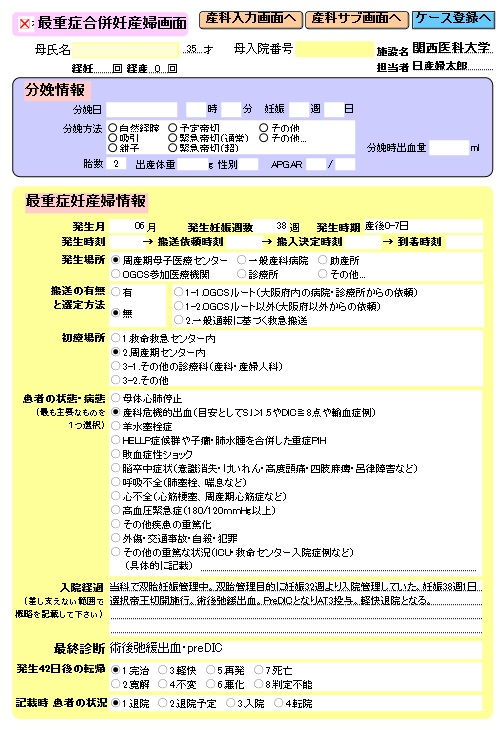 ×: 最重症合併妊産婦画面 産科入力画面へ 産科サブ画面へ ケース登録へ
母氏名 35 才 母入院番号 施設名 関西医科大学
経妊 回 経産 0 回 担当者 日産婦太郎
分娩情報
分娩日 時 分 妊娠 週 日
分娩方法 自然経腟 予定帝切 その他
吸引 緊急帝切(通常) その他...
鉗子 緊急帝切(超) 分娩時出血量 ml
胎数 2 出産体重 g 性別 APGAR /
最重症妊産婦情報
発生月 06 月 発生妊娠週数 38 週 発生時期 産後0-7日
発生時刻 → 搬送依頼時刻 → 搬入決定時刻 → 到着時刻
発生場所 周産期母子医療センター 一般産科病院 助産所
OGCS参加医療機関 診療所 その他...
搬送の有無と選定方法 有 1-1.OGCSルート(大阪府内の病院・診療所からの依頼)
1-2.OGCSルート以外(大阪府以外からの依頼)
無 2.一般通報に基づく救急搬送
初療場所 1.救命救急センター内
2.周産期センター内
3-1.その他の診療科(産科・産婦人科)
3-2.その他
患者の状態・病態 母体心肺停止
(最も主要なものを 産科危機的出血(目安としてSI>1.5やDIC≧8点や輸血症例)
1つ選択) 羊水塞栓症
HELLP症候群や子癇・肺水腫を合併した重症PIH
敗血症性ショック
脳卒中症状(意識消失・けいれん・高度頭痛・四肢麻痺・呂律障害など)
呼吸不全(肺塞栓、喘息など)
心不全(心筋梗塞、周産期心筋症など)
高血圧緊急症(180/120mmHg以上)
その他疾患の重篤化
外傷・交通事故・自殺・犯罪
その他の重篤な状況(ICU・救命センター入院症例など)
(具体的に記載)
入院経過 当科で双胎妊娠管理中。双胎管理目的に妊娠32週より入院管理していた。妊娠38週1日
(差し支えない範囲で 選択帝王切開施行。術後弛緩出血。PreDICとなりAT3投与。軽快退院となる。
概略を記載して下さい)
最終診断 術後弛緩出血・preDIC
発生42日後の転帰 1.完治 3.軽快 5.再発 7.死亡
2.寛解 4.不変 6.悪化 8.判定不能
記載時 患者の状況 1.退院 2.退院予定 3.入院 4.転院